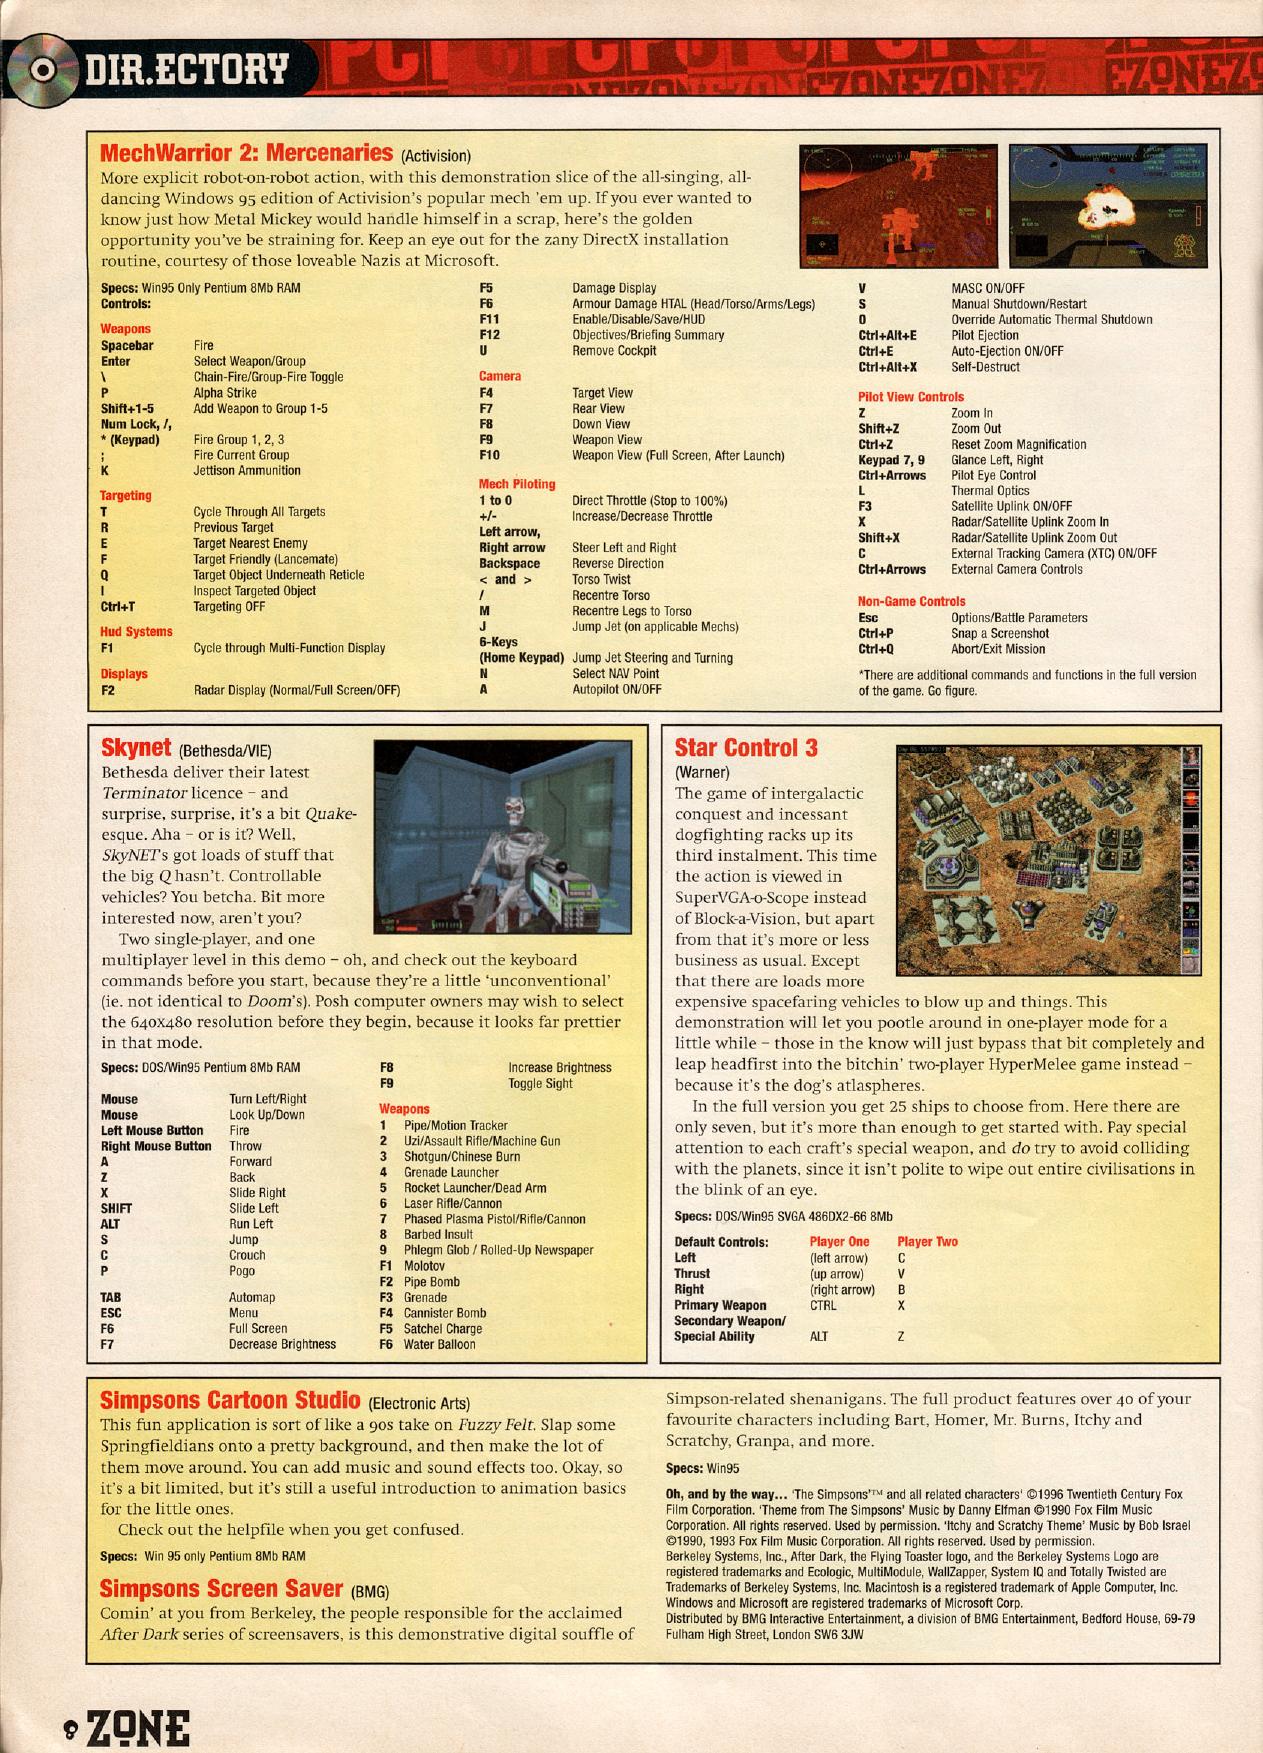 DIR.ECTORY
MechWarrior 2: Mercenaries (Activision)
More explicit robot-on-robot action, with this demonstration slice of the all-singing, all-
dancing Windows 95 edition of Activision's popular mech 'em up. If you ever wanted to
know just how Metal Mickey would handle himself in a scrap, here's the golden
opportunity you've be straining for. Keep an eye out for the zany DirectX installation
routine, courtesy of those loveable Nazis at Microsoft.
Specs: Win95 Only Pentium 8Mb RAM
Controls:
Weapons
Spacebar Fire
Enter Select Weapon/Group
\ Chain-Fire/Group-Fire Toggle
P Alpha Strike
Shift+1-5 Add Weapon to Group 1-5
Num Lock, /,
* (Keypad) Fire Group 1, 2, 3
; Fire Current Group
K Jettison Ammunition
Targeting
T Cycle Through All Targets
R Previous Target
E Target Nearest Enemy
F Target Friendly (Lancemate)
Q Target Object Underneath Reticle
I Inspect Targeted Object
Ctrl+T Targeting OFF
Hud Systems
F1 Cycle through Multi-Function Display
Displays
F2 Radar Display (Normal/Full Screen/OFF)
F5 Damage Display
F6 Armour Damage HTAL (Head/Torso/Arms/Legs)
F11 Enable/Disable/Save/HUD
F12 Objectives/Briefing Summary
U Remove Cockpit
Camera
F4 Target View
F7 Rear View
F8 Down View
F9 Weapon View
F10 Weapon View (Full Screen, After Launch)
Mech Piloting
1 to 0 Direct Throttle (Stop to 100%)
+/- Increase/Decrease Throttle
Left arrow,
Right arrow Steer Left and Right
Backspace Reverse Direction
< and > Torso Twist
/ Recentre Torso
M Recentre Legs to Torso
J Jump Jet (on applicable Mechs)
6-Keys
(Home Keypad) Jump Jet Steering and Turning
N Select NAV Point
A Autopilot ON/OFF
V MASC ON/OFF
S Manual Shutdown/Restart
O Override Automatic Thermal Shutdown
Ctrl+Alt+E Pilot Ejection
Ctrl+E Auto-Ejection ON/OFF
Ctrl+Alt+X Self-Destruct
Pilot View Controls
Z Zoom In
Shift+Z Zoom Out
Ctrl+Z Reset Zoom Magnification
Keypad 7, 9 Glance Left, Right
Ctrl+Arrows Pilot Eye Control
L Thermal Optics
F3 Satellite Uplink ON/OFF
X Radar/Satellite Uplink Zoom In
Shift+X Radar/Satellite Uplink Zoom Out
C External Tracking Camera (XTC) ON/OFF
Ctrl+Arrows External Camera Controls
Non-Game Controls
Esc Options/Battle Parameters
Ctrl+P Snap a Screenshot
Ctrl+Q Abort/Exit Mission
*There are additional commands and functions in the full version
of the game. Go figure.
Skynet (Bethesda/VIE)
Bethesda deliver their latest
Terminator licence – and
surprise, surprise, it's a bit Quake-
esque. Aha – or is it? Well,
SkyNET's got loads of stuff that
the big Q hasn't. Controllable
vehicles? You betcha. Bit more
interested now, aren't you?
Two single-player, and one
multiplayer level in this demo – oh, and check out the keyboard
commands before you start, because they're a little 'unconventional'
(ie. not identical to Doom's). Posh computer owners may wish to select
the 640x480 resolution before they begin, because it looks far prettier
in that mode.
Specs: DOS/Win95 Pentium 8Mb RAM
Mouse Turn Left/Right
Mouse Look Up/Down
Left Mouse Button Fire
Right Mouse Button Throw
A Forward
Z Back
X Slide Right
SHIFT Slide Left
ALT Run Left
S Jump
C Crouch
P Pogo
TAB Automap
ESC Menu
F6 Full Screen
F7 Decrease Brightness
F8 Increase Brightness
F9 Toggle Sight
Weapons
1 Pipe/Motion Tracker
2 Uzi/Assault Rifle/Machine Gun
3 Shotgun/Chinese Burn
4 Grenade Launcher
5 Rocket Launcher/Dead Arm
6 Laser Rifle/Cannon
7 Phased Plasma Pistol/Rifle/Cannon
8 Barbed Insult
9 Phlegm Glob / Rolled-Up Newspaper
F1 Molotov
F2 Pipe Bomb
F3 Grenade
F4 Cannister Bomb
F5 Satchel Charge
F6 Water Balloon
Star Control 3
(Warner)
The game of intergalactic
conquest and incessant
dogfighting racks up its
third instalment. This time
the action is viewed in
SuperVGA-o-Scope instead
of Block-a-Vision, but apart
from that it's more or less
business as usual. Except
that there are loads more
expensive spacefaring vehicles to blow up and things. This
demonstration will let you pootle around in one-player mode for a
little while – those in the know will just bypass that bit completely and
leap headfirst into the bitchin' two-player HyperMelee game instead –
because it's the dog's atlaspheres.
In the full version you get 25 ships to choose from. Here there are
only seven, but it's more than enough to get started with. Pay special
attention to each craft's special weapon, and do try to avoid colliding
with the planets, since it isn't polite to wipe out entire civilisations in
the blink of an eye.
Specs: DOS/Win95 SVGA 486DX2-66 8Mb
Default Controls: Player One Player Two
Left (left arrow) C
Thrust (up arrow) V
Right (right arrow) B
Primary Weapon CTRL X
Secondary Weapon/
Special Ability ALT Z
Simpsons Cartoon Studio (Electronic Arts)
This fun application is sort of like a 90s take on Fuzzy Felt. Slap some
Springfieldians onto a pretty background, and then make the lot of
them move around. You can add music and sound effects too. Okay, so
it's a bit limited, but it's still a useful introduction to animation basics
for the little ones.
Check out the helpfile when you get confused.
Specs: Win 95 only Pentium 8Mb RAM
Simpsons Screen Saver (BMG)
Comin' at you from Berkeley, the people responsible for the acclaimed
After Dark series of screensavers, is this demonstrative digital souffle of
Simpson-related shenanigans. The full product features over 40 of your
favourite characters including Bart, Homer, Mr. Burns, Itchy and
Scratchy, Granpa, and more.
Specs: Win95
Oh, and by the way... 'The Simpsons'™ and all related characters' ©1996 Twentieth Century Fox
Film Corporation. 'Theme from The Simpsons' Music by Danny Elfman ©1990 Fox Film Music
Corporation. All rights reserved. Used by permission. 'Itchy and Scratchy Theme' Music by Bob Israel
©1990, 1993 Fox Film Music Corporation. All rights reserved. Used by permission.
Berkeley Systems, Inc., After Dark, the Flying Toaster logo, and the Berkeley Systems Logo are
registered trademarks and Ecologic, MultiModule, WallZapper, System IQ and Totally Twisted are
Trademarks of Berkeley Systems, Inc. Macintosh is a registered trademark of Apple Computer, Inc.
Windows and Microsoft are registered trademarks of Microsoft Corp.
Distributed by BMG Interactive Entertainment, a division of BMG Entertainment, Bedford House, 69-79
Fulham High Street, London SW6 3JW
8 ZONE